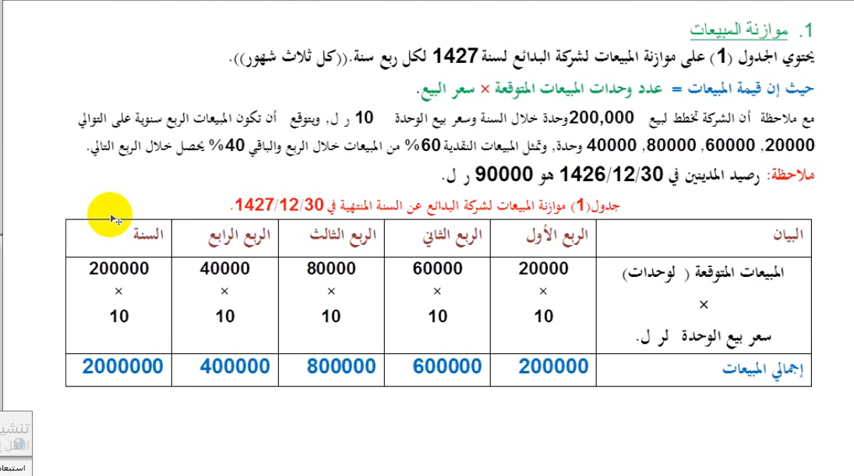 1. موازنة المبيعات
يحتوي الجدول (1) على موازنة المبيعات لشركة البدائع لسنة 1427 لكل ربع سنة.((كل ثلاث شهور)).
حيث إن قيمة المبيعات = عدد وحدات المبيعات المتوقعة × سعر البيع.
مع ملاحظة أن الشركة تخطط لبيع 200,000وحدة خلال السنة وسعر بيع الوحدة 10 ر ل, ويتوقع أن تكون المبيعات الربع سنوية على التوالي
20000, 60000, 80000, 40000 وحدة, وتمثل المبيعات النقدية 60% من المبيعات خلال الربع والباقي 40% يحصل خلال الربع التالي.
ملاحظة: رصيد المدينين في 1426/12/30 هو 90000 ر ل.
جدول(1) موازنة المبيعات لشركة البدائع عن السنة المنتهية في 1427/12/30.
البيان الربع الأول الربع الثاني الربع الثالث الربع الرابع السنة
المبيعات المتوقعة ( لوحدات) 20000 60000 80000 40000 200000
× × × × × ×
سعر بيع الوحدة لر ل. 10 10 10 10 10
إجمالي المبيعات 200000 600000 800000 400000 2000000